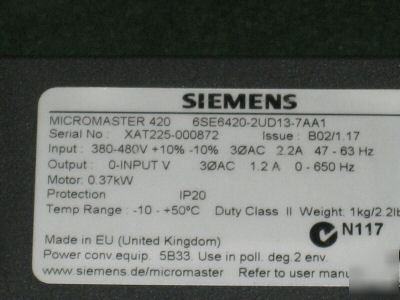 SIEMENS
MICROMASTER 420 6SE6420-2UD13-7AA1
Serial No : XAT225-000872 Issue : B02/1.17
Input : 380-480V +10% -10% 3ØAC 2.2A 47 - 63 Hz
Output : 0-INPUT V 3ØAC 1.2 A 0 - 650 Hz
Motor: 0.37kW
Protection IP20
Temp Range : -10 - +50°C Duty Class II Weight: 1kg/2.2lb
N117
Made in EU (United Kingdom)
Power conv.equip. 5B33. Use in poll. deg.2 env.
www.siemens.de/micromaster Refer to user manu